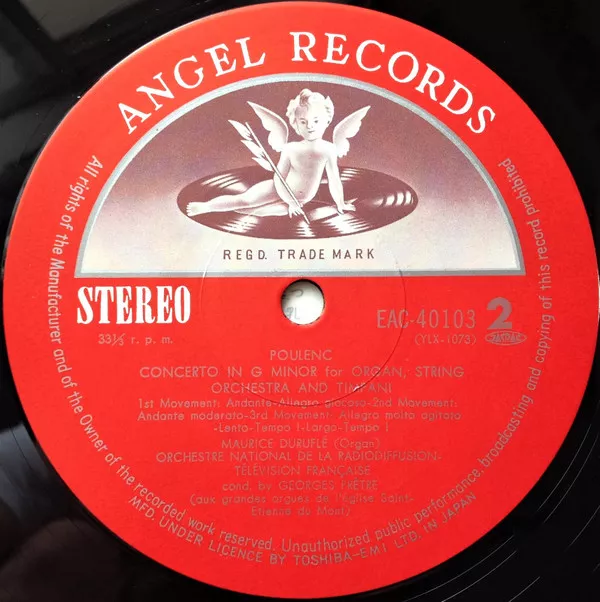 ANGEL RECORDS
REGD. TRADE MARK
STEREO
33⅓ r. p. m.
EAC-40103 2
(YLX-1073)
POULENC
CONCERTO IN G MINOR for ORGAN, STRING
ORCHESTRA AND TIMPANI
1st Movement: Andante-Allegro giocoso-2nd Movement:
Andante moderato-3rd Movement: Allegro molto agitato
-Lento-Tempo I-Largo-Tempo I
MAURICE DURUFLÉ (Organ)
ORCHESTRE NATIONAL DE LA RADIODIFFUSION-
TÉLÉVISION FRANÇAISE
cond. by GEORGES PRÊTRE
(aux grandes orgues de l'Église Saint-
Étienne du Mont)
All rights of the Manufacturer and of the Owner of the recorded work reserved. Unauthorized public performance, broadcasting and copying of this record prohibited
MFD. UNDER LICENCE BY TOSHIBA-EMI LTD. IN JAPAN